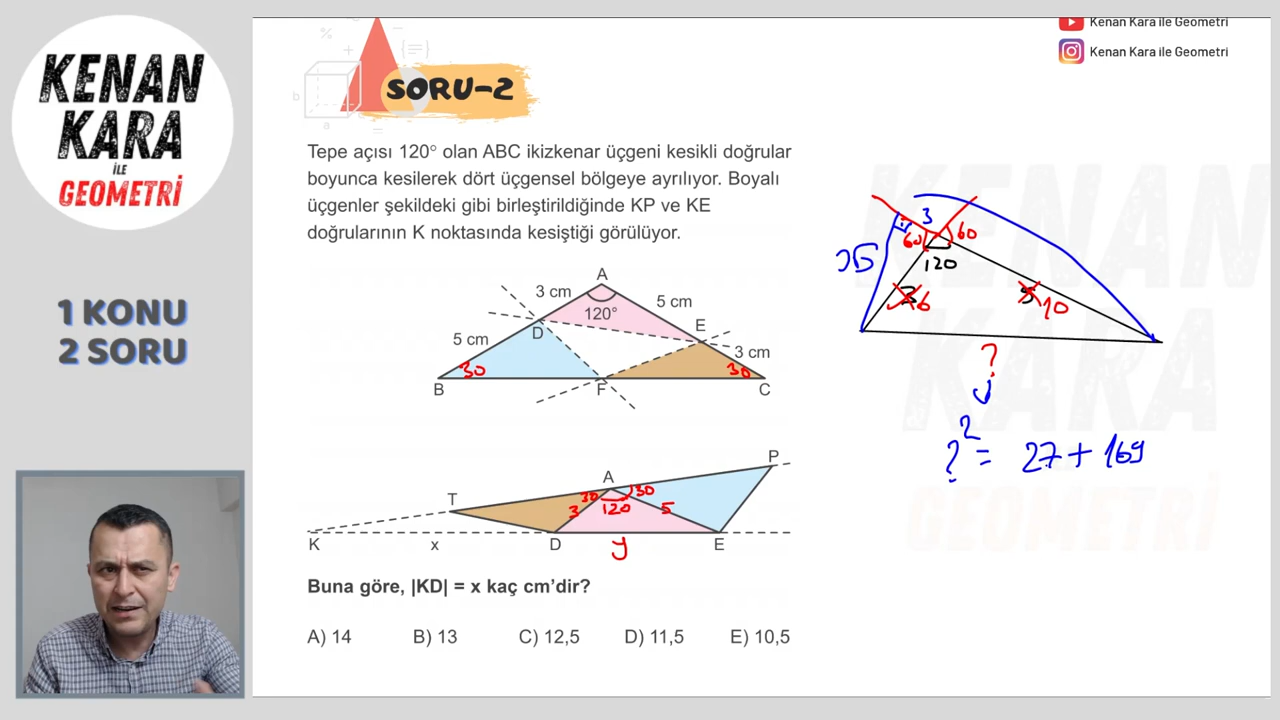 KENAN
KARA
İLE
GEOMETRİ
1 KONU
2 SORU
Kenan Kara ile Geometri
Kenan Kara ile Geometri
SORU-2
Tepe açısı 120° olan ABC ikizkenar üçgeni kesikli doğrular
boyunca kesilerek dört üçgensel bölgeye ayrılıyor. Boyalı
üçgenler şekildeki gibi birleştirildiğinde KP ve KE
doğrularının K noktasında kesiştiği görülüyor.
A
3 cm
5 cm
120°
D
E
5 cm
3 cm
30
30
B
F
C
P
A
T
30
30
3
120
5
K
x
D
E
y
Buna göre, |KD| = x kaç cm'dir?
A) 14
B) 13
C) 12,5
D) 11,5
E) 10,5
3
60
60
120
6
10
?
?² = 27 + 169
KENAN
KARA
GEOMETRİ